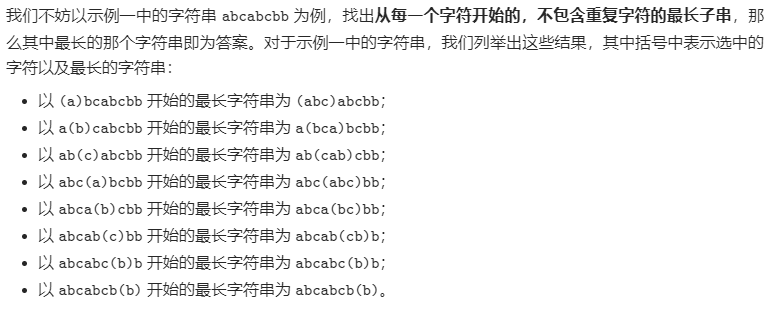 我们不妨以示例一中的字符串 abcabcbb 为例，找出从每一个字符开始的，不包含重复字符的最长子串，那
么其中最长的那个字符串即为答案。对于示例一中的字符串，我们列举出这些结果，其中括号中表示选中的
字符以及最长的字符串：
• 以 (a)bcabcbb 开始的最长字符串为 (abc)abcbb；
• 以 a(b)cabcbb 开始的最长字符串为 a(bca)bcbb；
• 以 ab(c)abcbb 开始的最长字符串为 ab(cab)cbb；
• 以 abc(a)bcbb 开始的最长字符串为 abc(abc)bb；
• 以 abca(b)cbb 开始的最长字符串为 abca(bc)bb；
• 以 abcab(c)bb 开始的最长字符串为 abcab(cb)b；
• 以 abcabc(b)b 开始的最长字符串为 abcabc(b)b；
• 以 abcabcb(b) 开始的最长字符串为 abcabcb(b)。